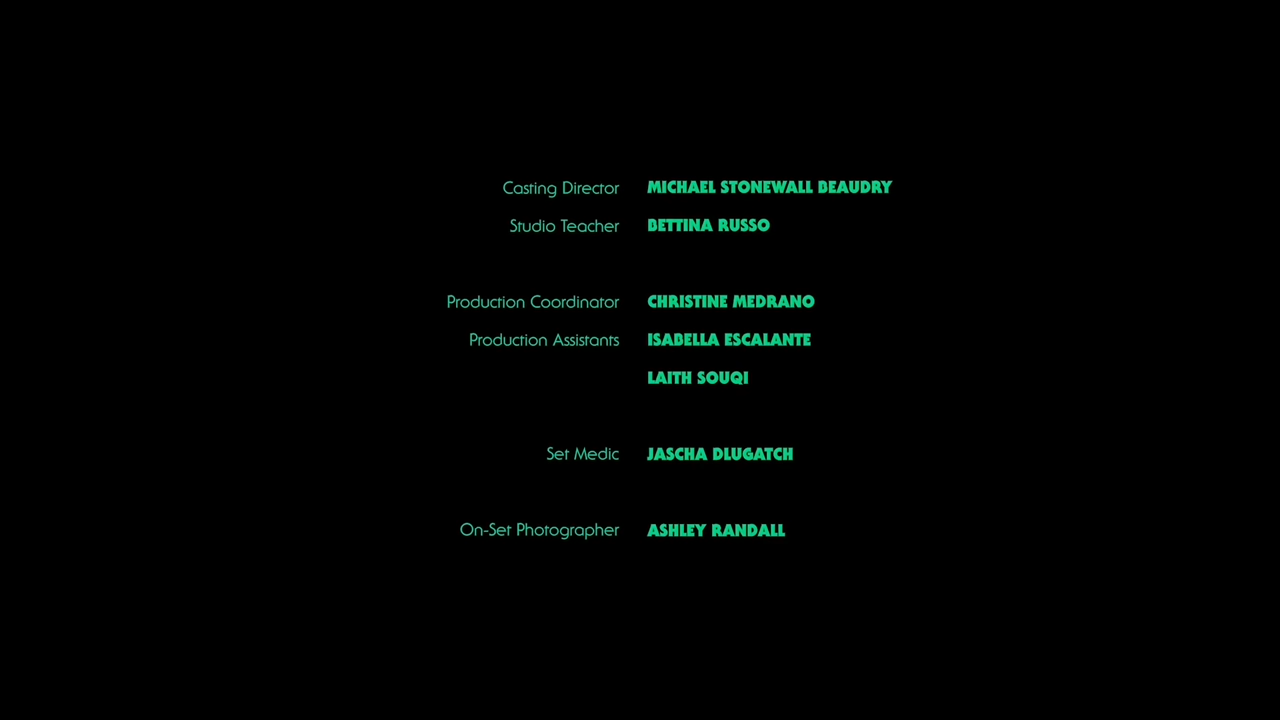 Casting Director MICHAEL STONEWALL BEAUDRY
Studio Teacher BETTINA RUSSO
Production Coordinator CHRISTINE MEDRANO
Production Assistants ISABELLA ESCALANTE
LAITH SOUQI
Set Medic JASCHA DLUGATCH
On-Set Photographer ASHLEY RANDALL